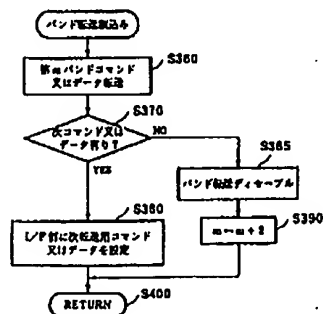 バンド転送割込み
第mバンドコマンド
又はデータ転送
S360
S370
次コマンド又は
データ有り?
NO
YES
S365
バンド転送ディセーブル
S380
I/F部に次転送用コマンド
又はデータを設定
S390
m←m+2
RETURN
S400